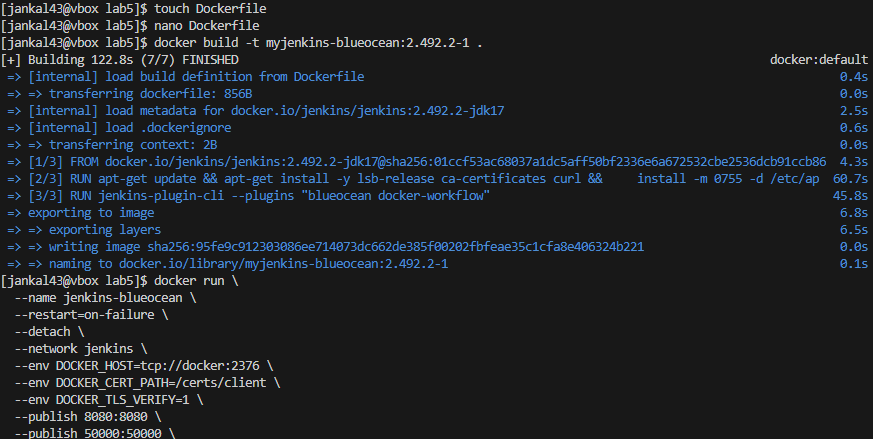 [jankal43@vbox lab5]$ touch Dockerfile
[jankal43@vbox lab5]$ nano Dockerfile
[jankal43@vbox lab5]$ docker build -t myjenkins-blueocean:2.492.2-1 .
[+] Building 122.8s (7/7) FINISHED docker:default
=> [internal] load build definition from Dockerfile 0.4s
=> => transferring dockerfile: 856B 0.0s
=> [internal] load metadata for docker.io/jenkins/jenkins:2.492.2-jdk17 2.5s
=> [internal] load .dockerignore 0.6s
=> => transferring context: 2B 0.0s
=> [1/3] FROM docker.io/jenkins/jenkins:2.492.2-jdk17@sha256:01ccf53ac68037a1dc5aff50bf2336e6a672532cbe2536dcb91ccb86 4.3s
=> [2/3] RUN apt-get update && apt-get install -y lsb-release ca-certificates curl &&     install -m 0755 -d /etc/ap 60.7s
=> [3/3] RUN jenkins-plugin-cli --plugins "blueocean docker-workflow" 45.8s
=> exporting to image 6.8s
=> => exporting layers 6.5s
=> => writing image sha256:95fe9c912303086ee714073dc662de385f00202fbfeae35c1cfa8e406324b221 0.0s
=> => naming to docker.io/library/myjenkins-blueocean:2.492.2-1 0.1s
[jankal43@vbox lab5]$ docker run \
--name jenkins-blueocean \
--restart=on-failure \
--detach \
--network jenkins \
--env DOCKER_HOST=tcp://docker:2376 \
--env DOCKER_CERT_PATH=/certs/client \
--env DOCKER_TLS_VERIFY=1 \
--publish 8080:8080 \
--publish 50000:50000 \